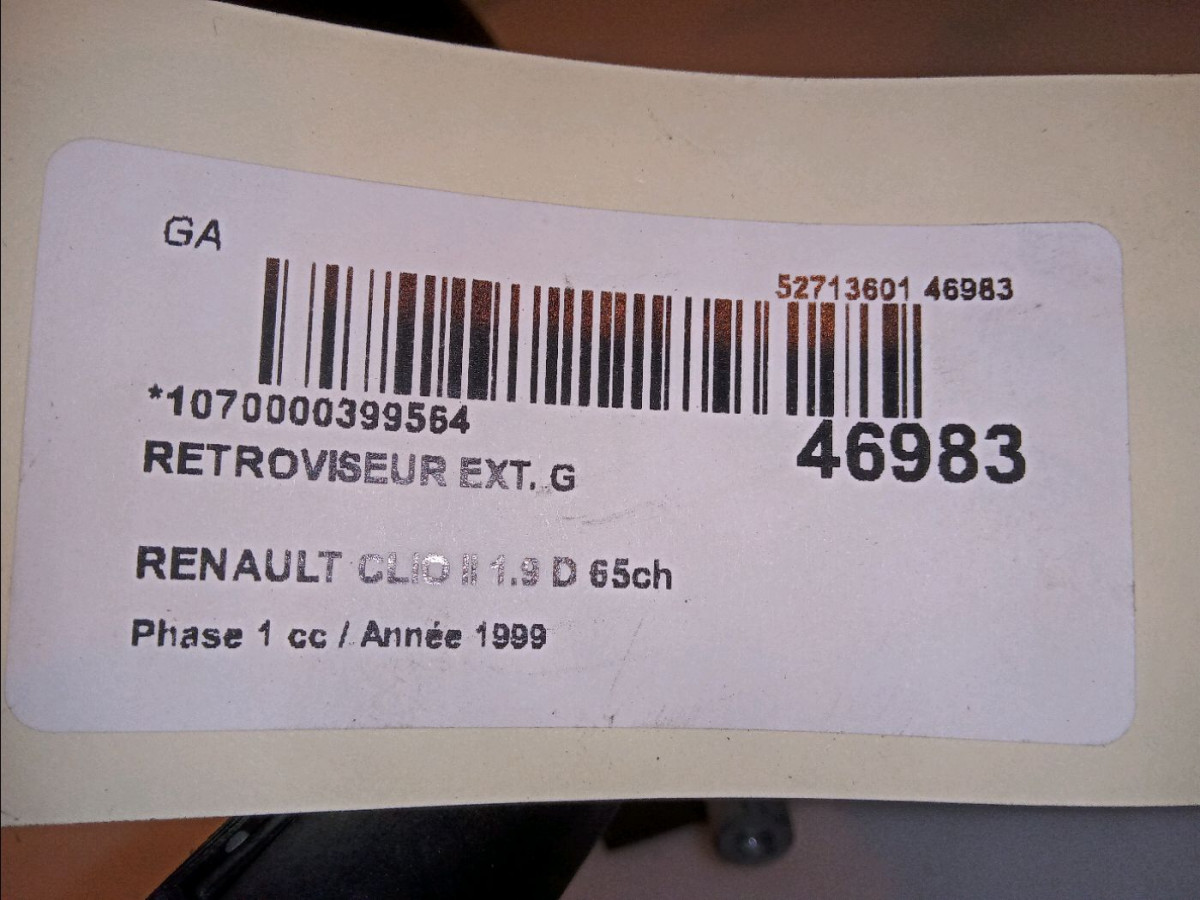 GA
52713601 46983
*1070000399564
46983
RETROVISEUR EXT. G
RENAULT CLIO II 1.9 D 65ch
Phase 1 cc / Année 1999